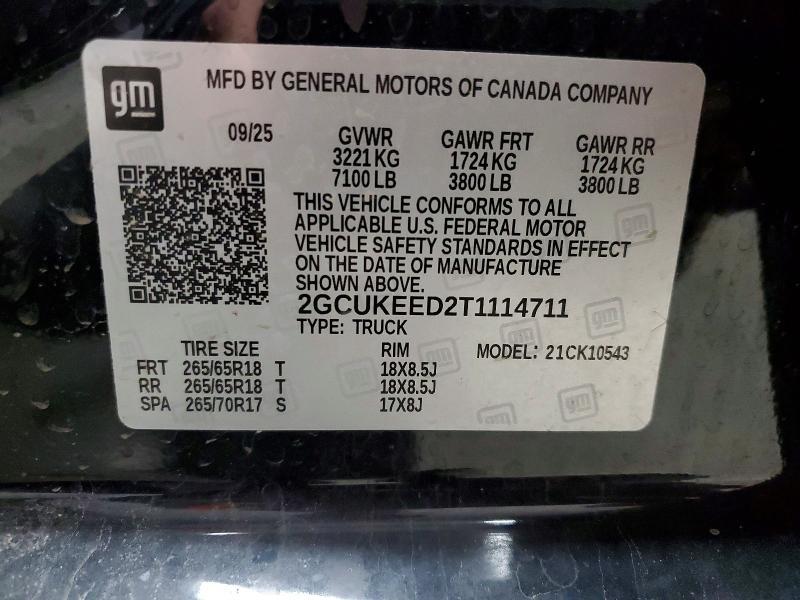 gm
MFD BY GENERAL MOTORS OF CANADA COMPANY
09/25 GVWR GAWR FRT GAWR RR
3221 KG 1724 KG 1724 KG
7100 LB 3800 LB 3800 LB
THIS VEHICLE CONFORMS TO ALL
APPLICABLE U.S. FEDERAL MOTOR
VEHICLE SAFETY STANDARDS IN EFFECT
ON THE DATE OF MANUFACTURE
SHOWN ABOVE.
2GCUKEED2T1114711
TYPE: TRUCK
TIRE SIZE RIM MODEL: 21CK10543
FRT 265/65R18 T 18X8.5J
RR 265/65R18 T 18X8.5J
SPA 265/70R17 S 17X8J